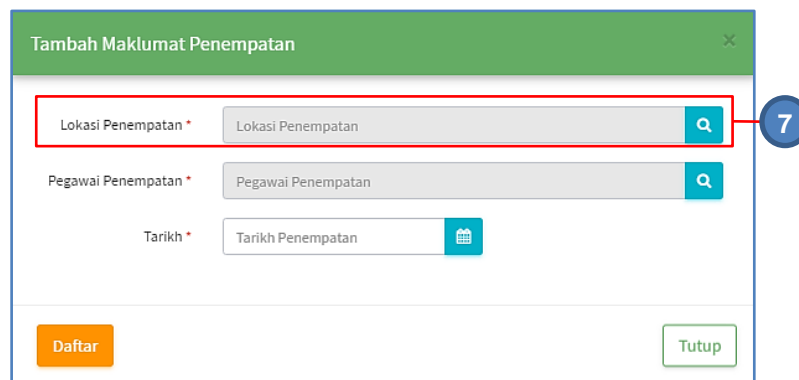 Tambah Maklumat Penempatan ×
Lokasi Penempatan * Lokasi Penempatan
7
Pegawai Penempatan * Pegawai Penempatan
Tarikh * Tarikh Penempatan
Daftar Tutup